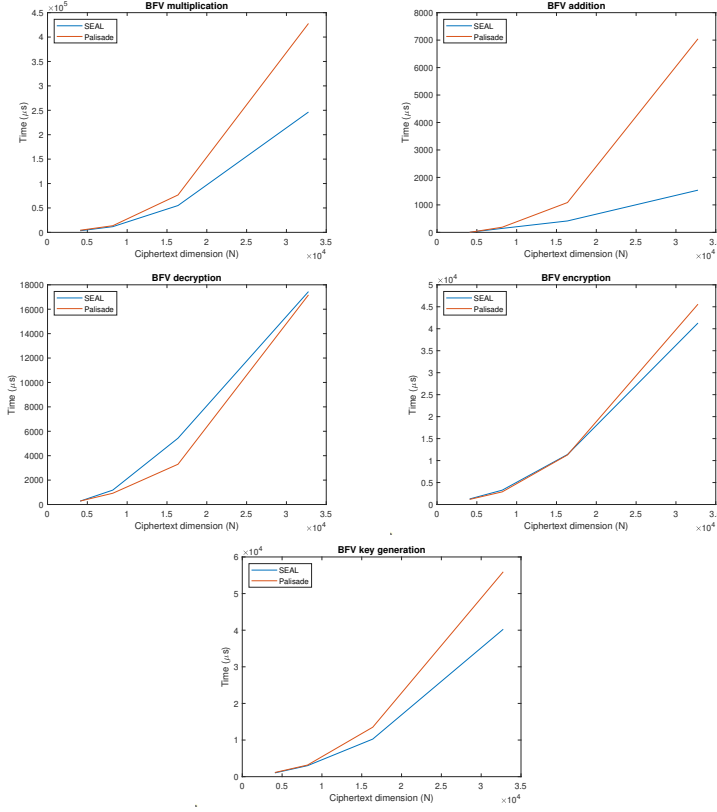 BFV multiplication
×10^5
4.5
4
3.5
3
2.5
2
1.5
1
0.5
0
Time (μs)
SEAL
Palisade
0 0.5 1 1.5 2 2.5 3 3.5
Ciphertext dimension (N)
×10^4
BFV addition
8000
7000
6000
5000
4000
3000
2000
1000
0
Time (μs)
SEAL
Palisade
0 0.5 1 1.5 2 2.5 3 3.5
Ciphertext dimension (N)
×10^4
BFV decryption
18000
16000
14000
12000
10000
8000
6000
4000
2000
0
Time (μs)
SEAL
Palisade
0 0.5 1 1.5 2 2.5 3 3.5
Ciphertext dimension (N)
×10^4
BFV encryption
×10^4
5
4.5
4
3.5
3
2.5
2
1.5
1
0.5
0
Time (μs)
SEAL
Palisade
0 0.5 1 1.5 2 2.5 3 3.5
Ciphertext dimension (N)
×10^4
BFV key generation
×10^4
6
5
4
3
2
1
0
Time (μs)
SEAL
Palisade
0 0.5 1 1.5 2 2.5 3 3.5
Ciphertext dimension (N)
×10^4